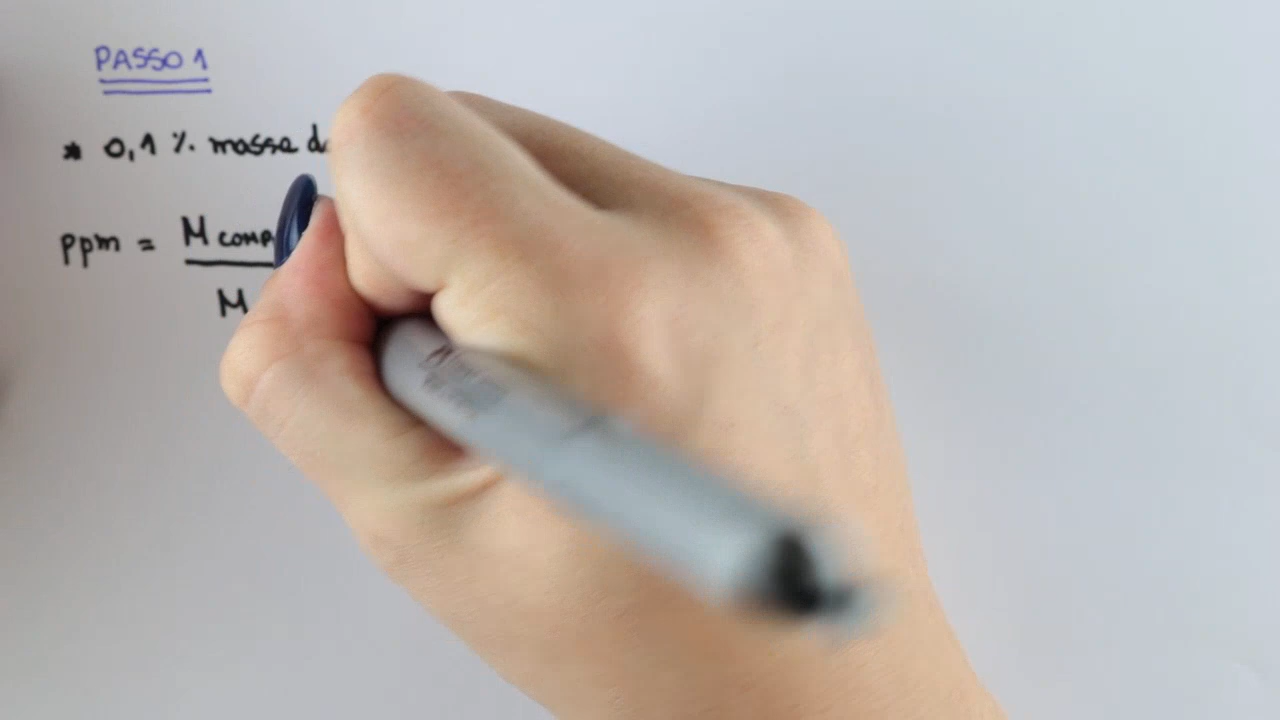 PASSO 1
* 0,1 % massa
ppm = M
M